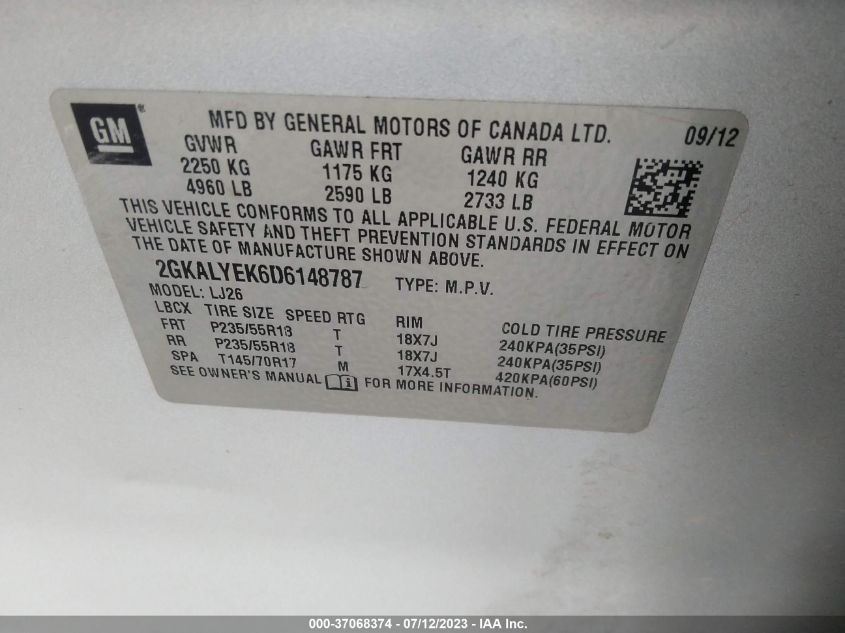 GM®
MFD BY GENERAL MOTORS OF CANADA LTD. 09/12
GVWR GAWR FRT GAWR RR
2250 KG 1175 KG 1240 KG
4960 LB 2590 LB 2733 LB
THIS VEHICLE CONFORMS TO ALL APPLICABLE U.S. FEDERAL MOTOR
VEHICLE SAFETY AND THEFT PREVENTION STANDARDS IN EFFECT ON
THE DATE OF MANUFACTURE SHOWN ABOVE.
2GKALYEK6D6148787 TYPE: M.P.V.
MODEL: LJ26
LBCX TIRE SIZE SPEED RTG RIM COLD TIRE PRESSURE
FRT P235/55R18 T 18X7J 240KPA(35PSI)
RR P235/55R18 T 18X7J 240KPA(35PSI)
SPA T145/70R17 M 17X4.5T 420KPA(60PSI)
SEE OWNER'S MANUAL FOR MORE INFORMATION.
000-37068374 - 07/12/2023 - IAA Inc.